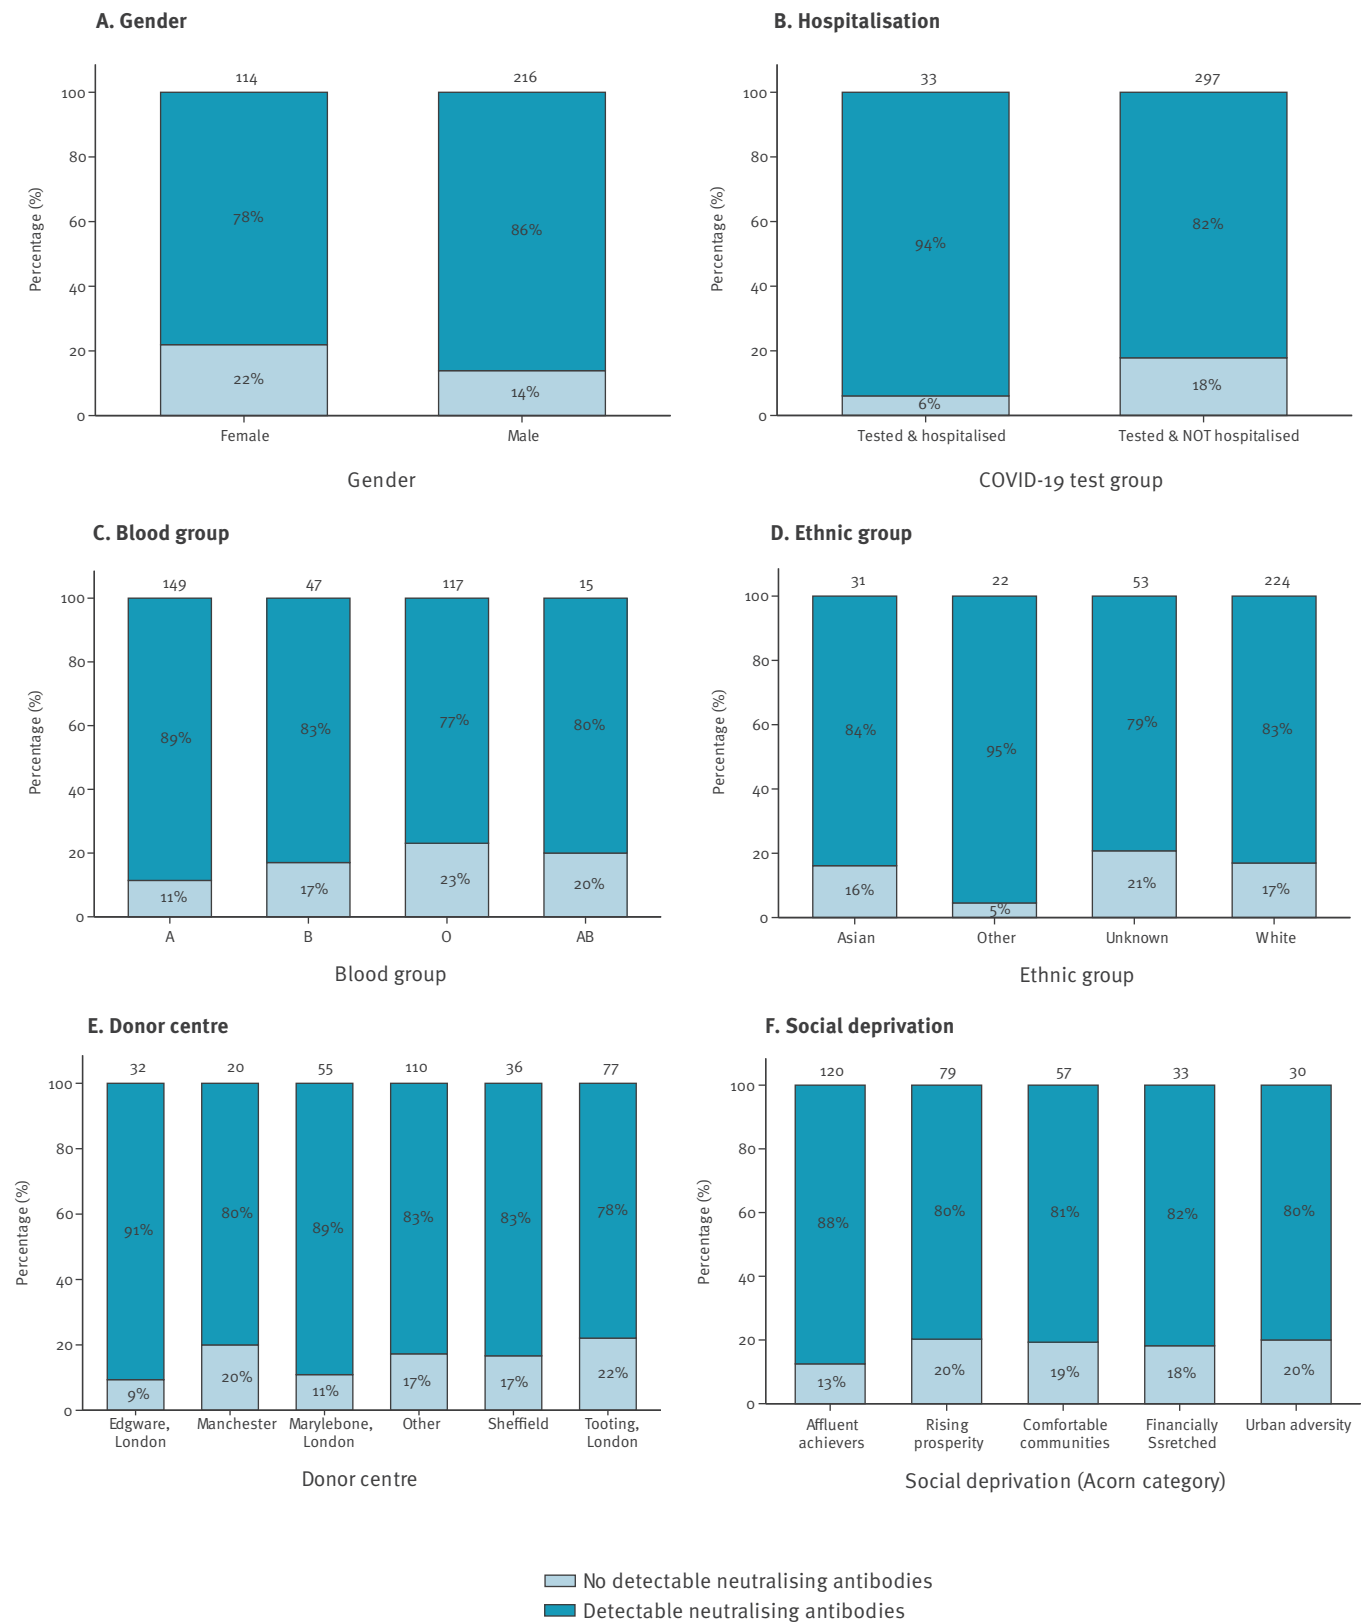 A. Gender
114 216
100
80
60
40
20
0
Percentage (%)
78%
86%
22%
14%
Female Male
Gender
B. Hospitalisation
33 297
100
80
60
40
20
0
Percentage (%)
94%
82%
6%
18%
Tested & hospitalised Tested & NOT hospitalised
COVID-19 test group
C. Blood group
149 47 117 15
100
80
60
40
20
0
Percentage (%)
89% 83% 77% 80%
11% 17% 23% 20%
A B O AB
Blood group
D. Ethnic group
31 22 53 224
100
80
60
40
20
0
Percentage (%)
84% 95% 79% 83%
16% 5% 21% 17%
Asian Other Unknown White
Ethnic group
E. Donor centre
32 20 55 110 36 77
100
80
60
40
20
0
Percentage (%)
91% 80% 89% 83% 83% 78%
9% 20% 11% 17% 17% 22%
Edgware, Manchester Marylebone, Other Sheffield Tooting,
London London London
Donor centre
F. Social deprivation
120 79 57 33 30
100
80
60
40
20
0
Percentage (%)
88% 80% 81% 82% 80%
13% 20% 19% 18% 20%
Affluent Rising Comfortable Financially Urban adversity
achievers prosperity communities Ssretched
Social deprivation (Acorn category)
No detectable neutralising antibodies
Detectable neutralising antibodies